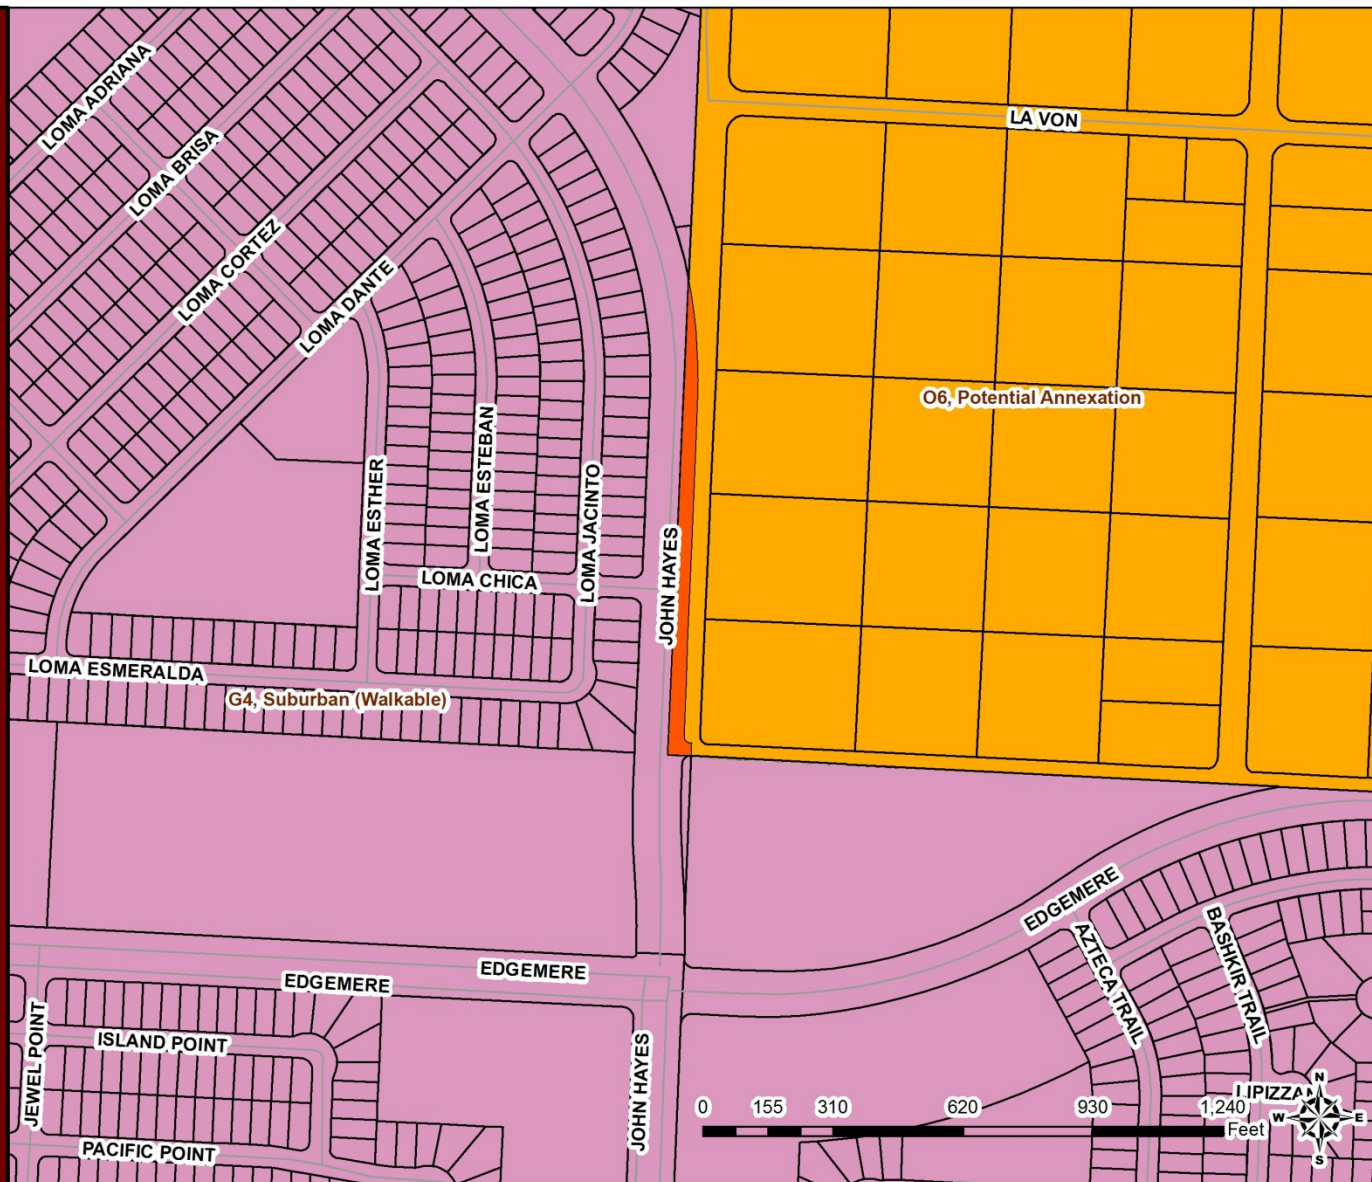 LOMA ADRIANA
LA VON
LOMA BRISA
LOMA CORTEZ
LOMA DANTE
O6, Potential Annexation
LOMA ESTEBAN
LOMA ESTHER
LOMA JACINTO
JOHN HAYES
LOMA CHICA
LOMA ESMERALDA
G4, Suburban (Walkable)
EDGEMERE
BASHKIR TRAIL
AZTECA TRAIL
EDGEMERE
EDGEMERE
JEWEL POINT
ISLAND POINT
JOHN HAYES
LIPIZZAN
N
W
E
S
0 155 310 620 930 1,240
Feet
PACIFIC POINT